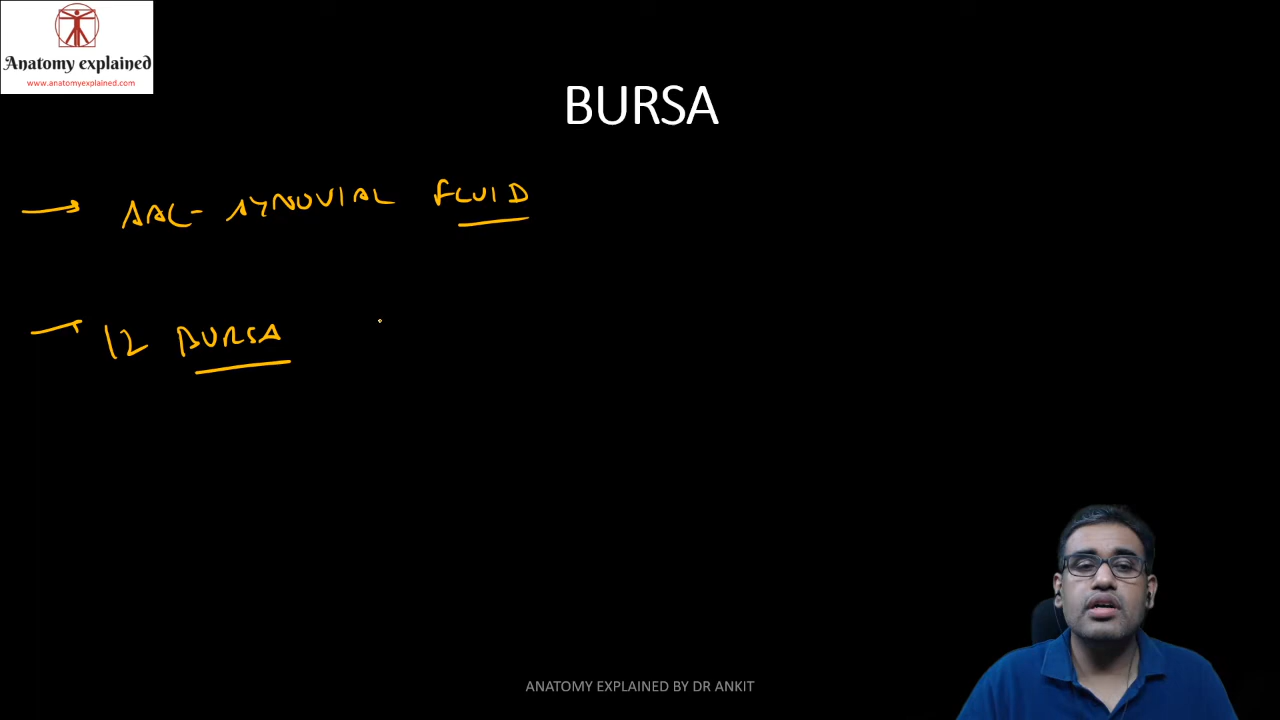 Anatomy explained
www.anatomyexplained.com
BURSA
SAC- SYNOVIAL FLUID
12 BURSA
ANATOMY EXPLAINED BY DR ANKIT